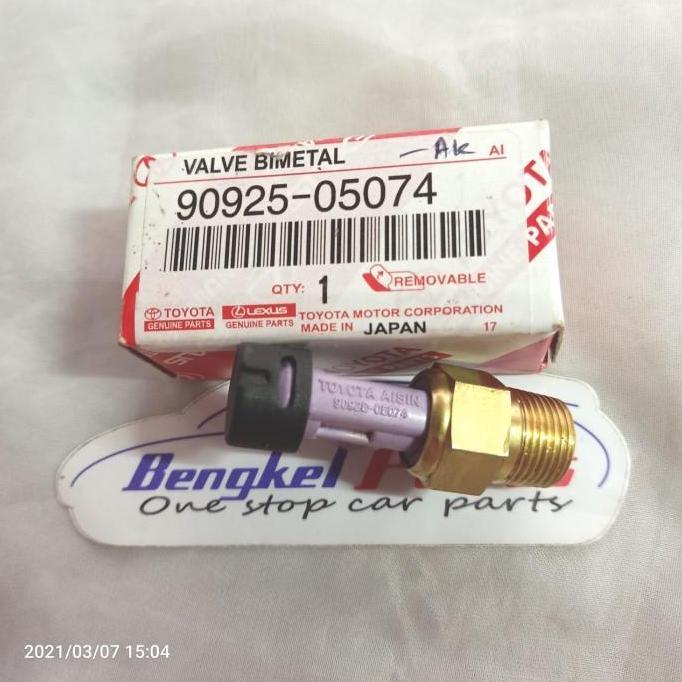 VALVE BIMETAL -AK AI
90925-05074
QTY: 1 REMOVABLE
TOYOTA LEXUS TOYOTA MOTOR CORPORATION
GENUINE PARTS GENUINE PARTS MADE IN JAPAN 17
TOYOTA
TOYOTA AISIN
90925-05074
Bengkel
One stop car parts
2021/03/07 15:04